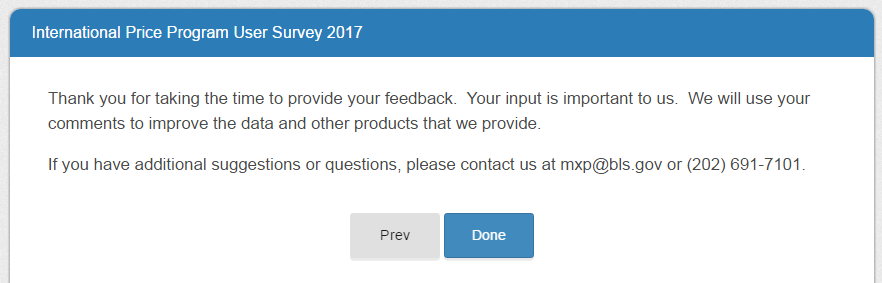 International Price Program User Survey 2017
Thank you for taking the time to provide your feedback.  Your input is important to us.  We will use your
comments to improve the data and other products that we provide.
If you have additional suggestions or questions, please contact us at mxp@bls.gov or (202) 691-7101.
Prev Done